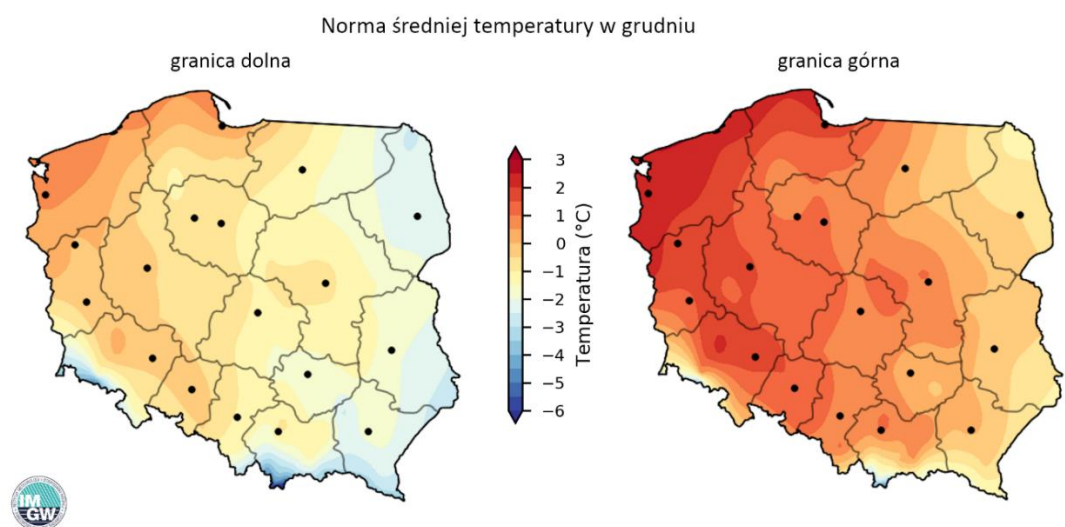 Norma średniej temperatury w grudniu
granica dolna
granica górna
3
2
1
0
−1
−2
−3
−4
−5
−6
Temperatura (°C)
IM
GW